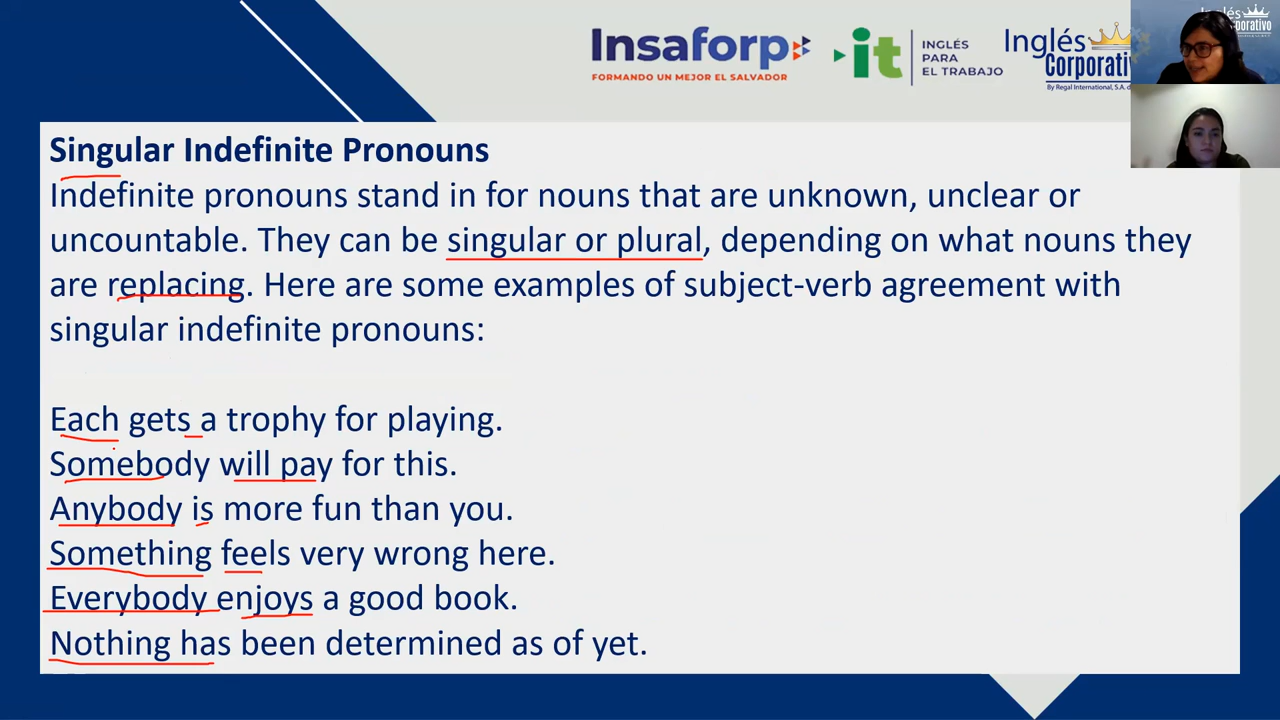 Insaforp
FORMANDO UN MEJOR EL SALVADOR
it
INGLÉS
PARA
EL TRABAJO
Inglés
Corporativ
By Regal International, S.A. d
Singular Indefinite Pronouns
Indefinite pronouns stand in for nouns that are unknown, unclear or
uncountable. They can be singular or plural, depending on what nouns they
are replacing. Here are some examples of subject-verb agreement with
singular indefinite pronouns:
Each gets a trophy for playing.
Somebody will pay for this.
Anybody is more fun than you.
Something feels very wrong here.
Everybody enjoys a good book.
Nothing has been determined as of yet.